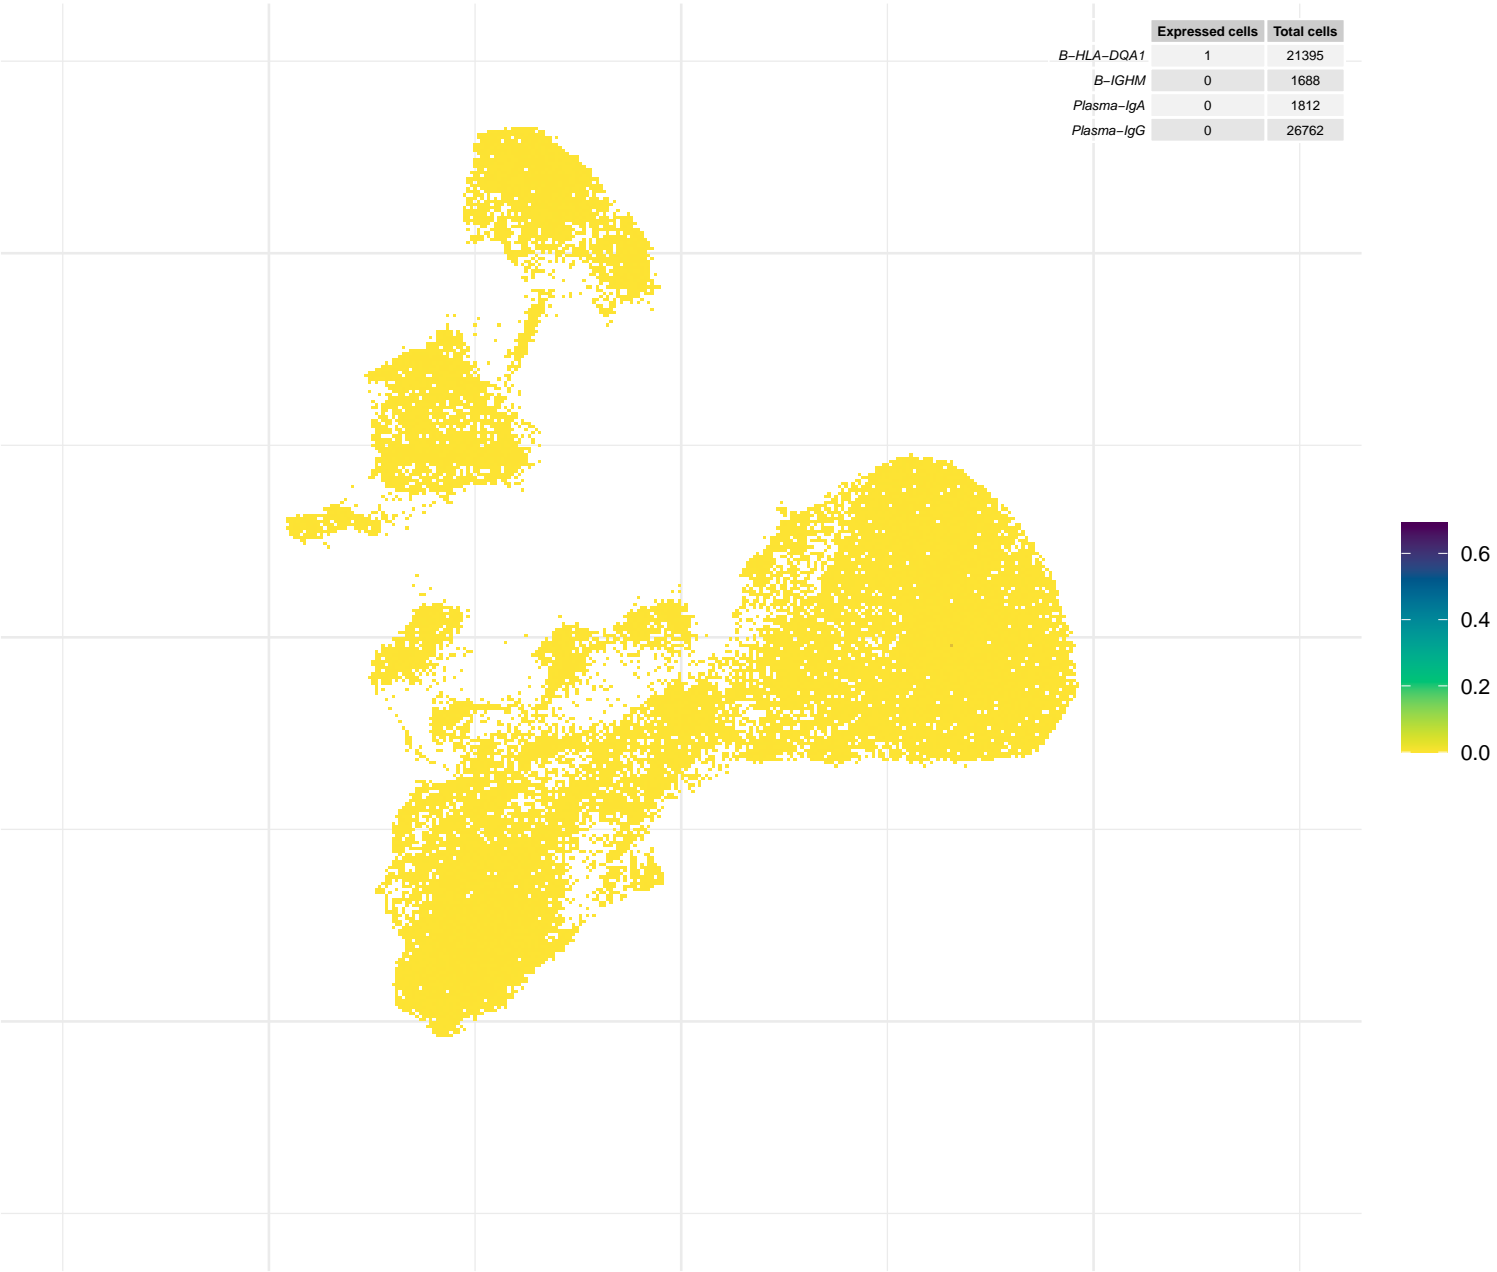 Expressed cells Total cells
B−HLA−DQA1 1 21395
B−IGHM 0 1688
Plasma−IgA 0 1812
Plasma−IgG 0 26762
0.6
0.4
0.2
0.0